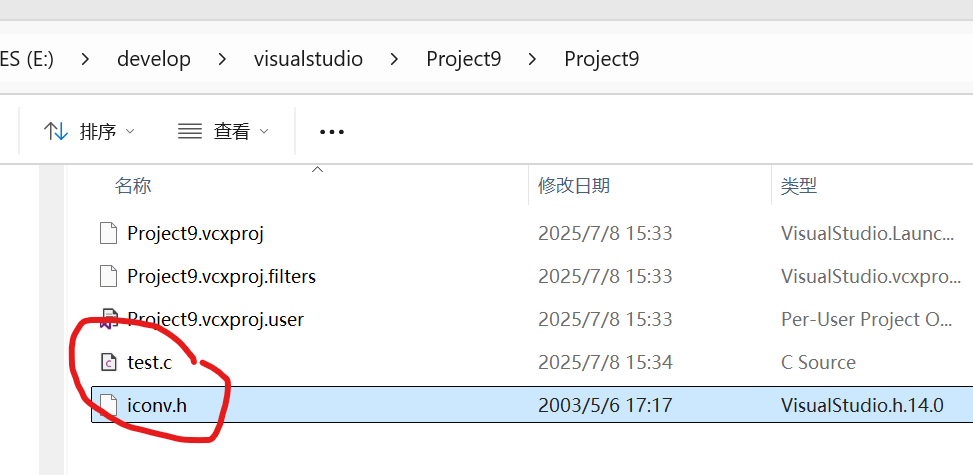 ES (E:) > develop > visualstudio > Project9 > Project9
排序 查看 •••
名称 修改日期 类型
Project9.vcxproj 2025/7/8 15:33 VisualStudio.Launc...
Project9.vcxproj.filters 2025/7/8 15:33 VisualStudio.vcxpro...
Project9.vcxproj.user 2025/7/8 15:33 Per-User Project O...
test.c 2025/7/8 15:34 C Source
iconv.h 2003/5/6 17:17 VisualStudio.h.14.0